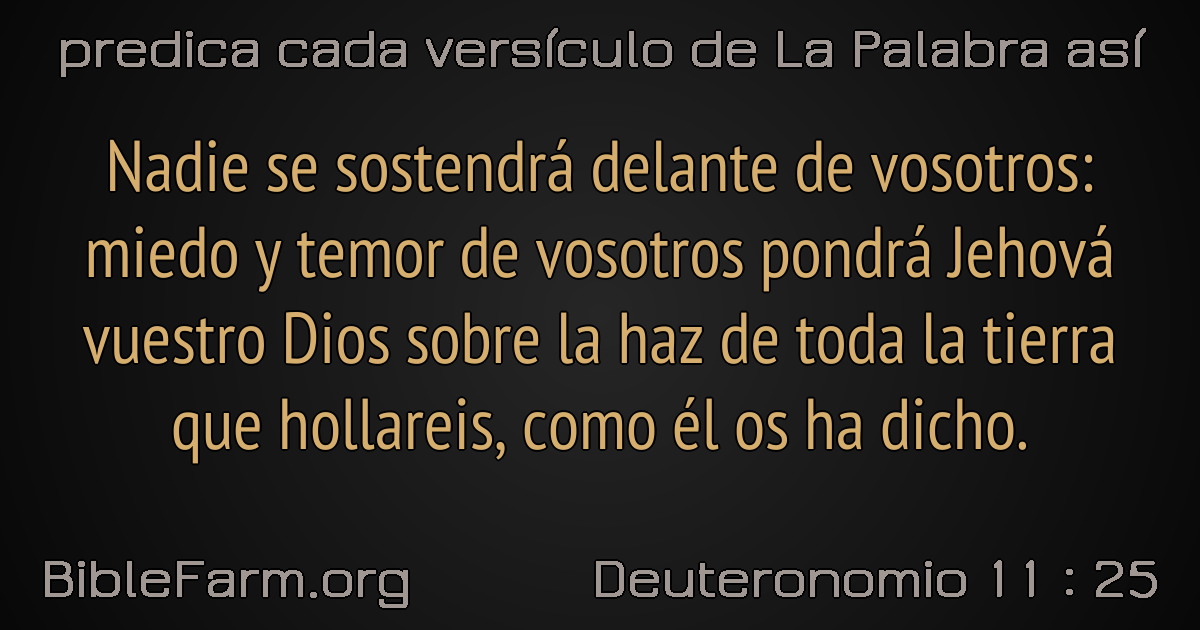 predica cada versículo de La Palabra así
Nadie se sostendrá delante de vosotros:
miedo y temor de vosotros pondrá Jehová
vuestro Dios sobre la haz de toda la tierra
que hollareis, como él os ha dicho.
BibleFarm.org
Deuteronomio 11 : 25